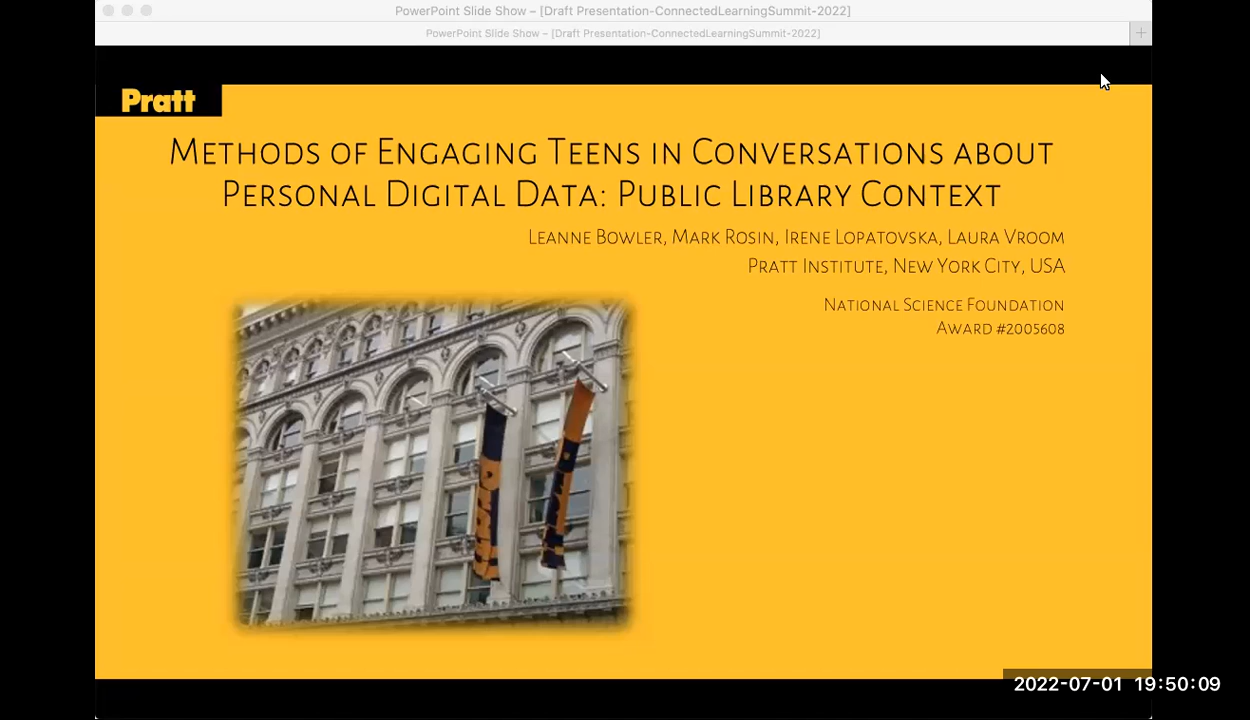 PowerPoint Slide Show – [Draft Presentation-ConnectedLearningSummit-2022]
PowerPoint Slide Show – [Draft Presentation-ConnectedLearningSummit-2022]
Pratt
Methods of Engaging Teens in Conversations about
Personal Digital Data: Public Library Context
Leanne Bowler, Mark Rosin, Irene Lopatovska, Laura Vroom
Pratt Institute, New York City, USA
National Science Foundation
Award #2005608
2022-07-01 19:50:09